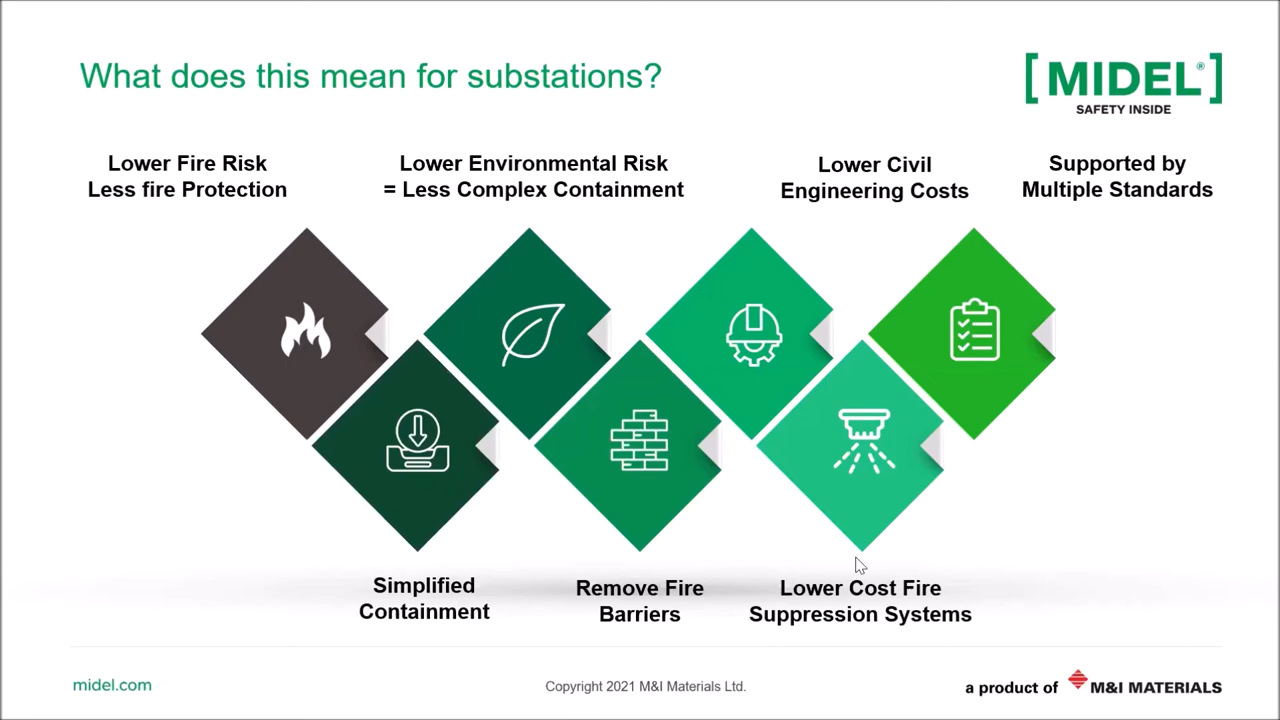 What does this mean for substations?
[MIDEL®]
SAFETY INSIDE
Lower Fire Risk
Less fire Protection
Lower Environmental Risk
= Less Complex Containment
Lower Civil
Engineering Costs
Supported by
Multiple Standards
Simplified
Containment
Remove Fire
Barriers
Lower Cost Fire
Suppression Systems
midel.com
Copyright 2021 M&I Materials Ltd.
a product of M&I MATERIALS